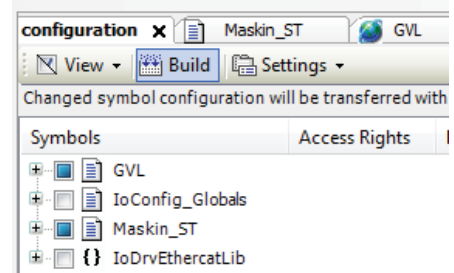 configuration Maskin_ST GVL
View Build Settings
Changed symbol configuration will be transferred with
Symbols Access Rights
GVL
IoConfig_Globals
Maskin_ST
{} IoDrvEthercatLib